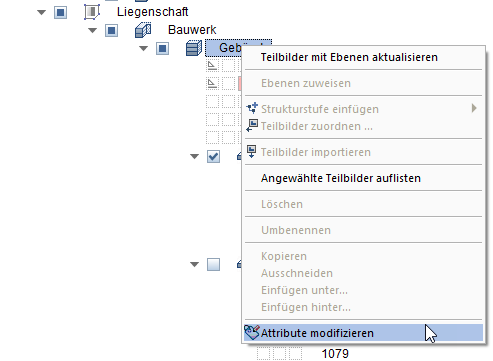 Liegenschaft
Bauwerk
Teilbilder mit Ebenen aktualisieren
Ebenen zuweisen
Strukturstufe einfügen
Teilbilder zuordnen ...
Teilbilder importieren
Angewählte Teilbilder auflisten
Löschen
Umbenennen
Kopieren
Ausschneiden
Einfügen unter...
Einfügen hinter...
Attribute modifizieren
1079